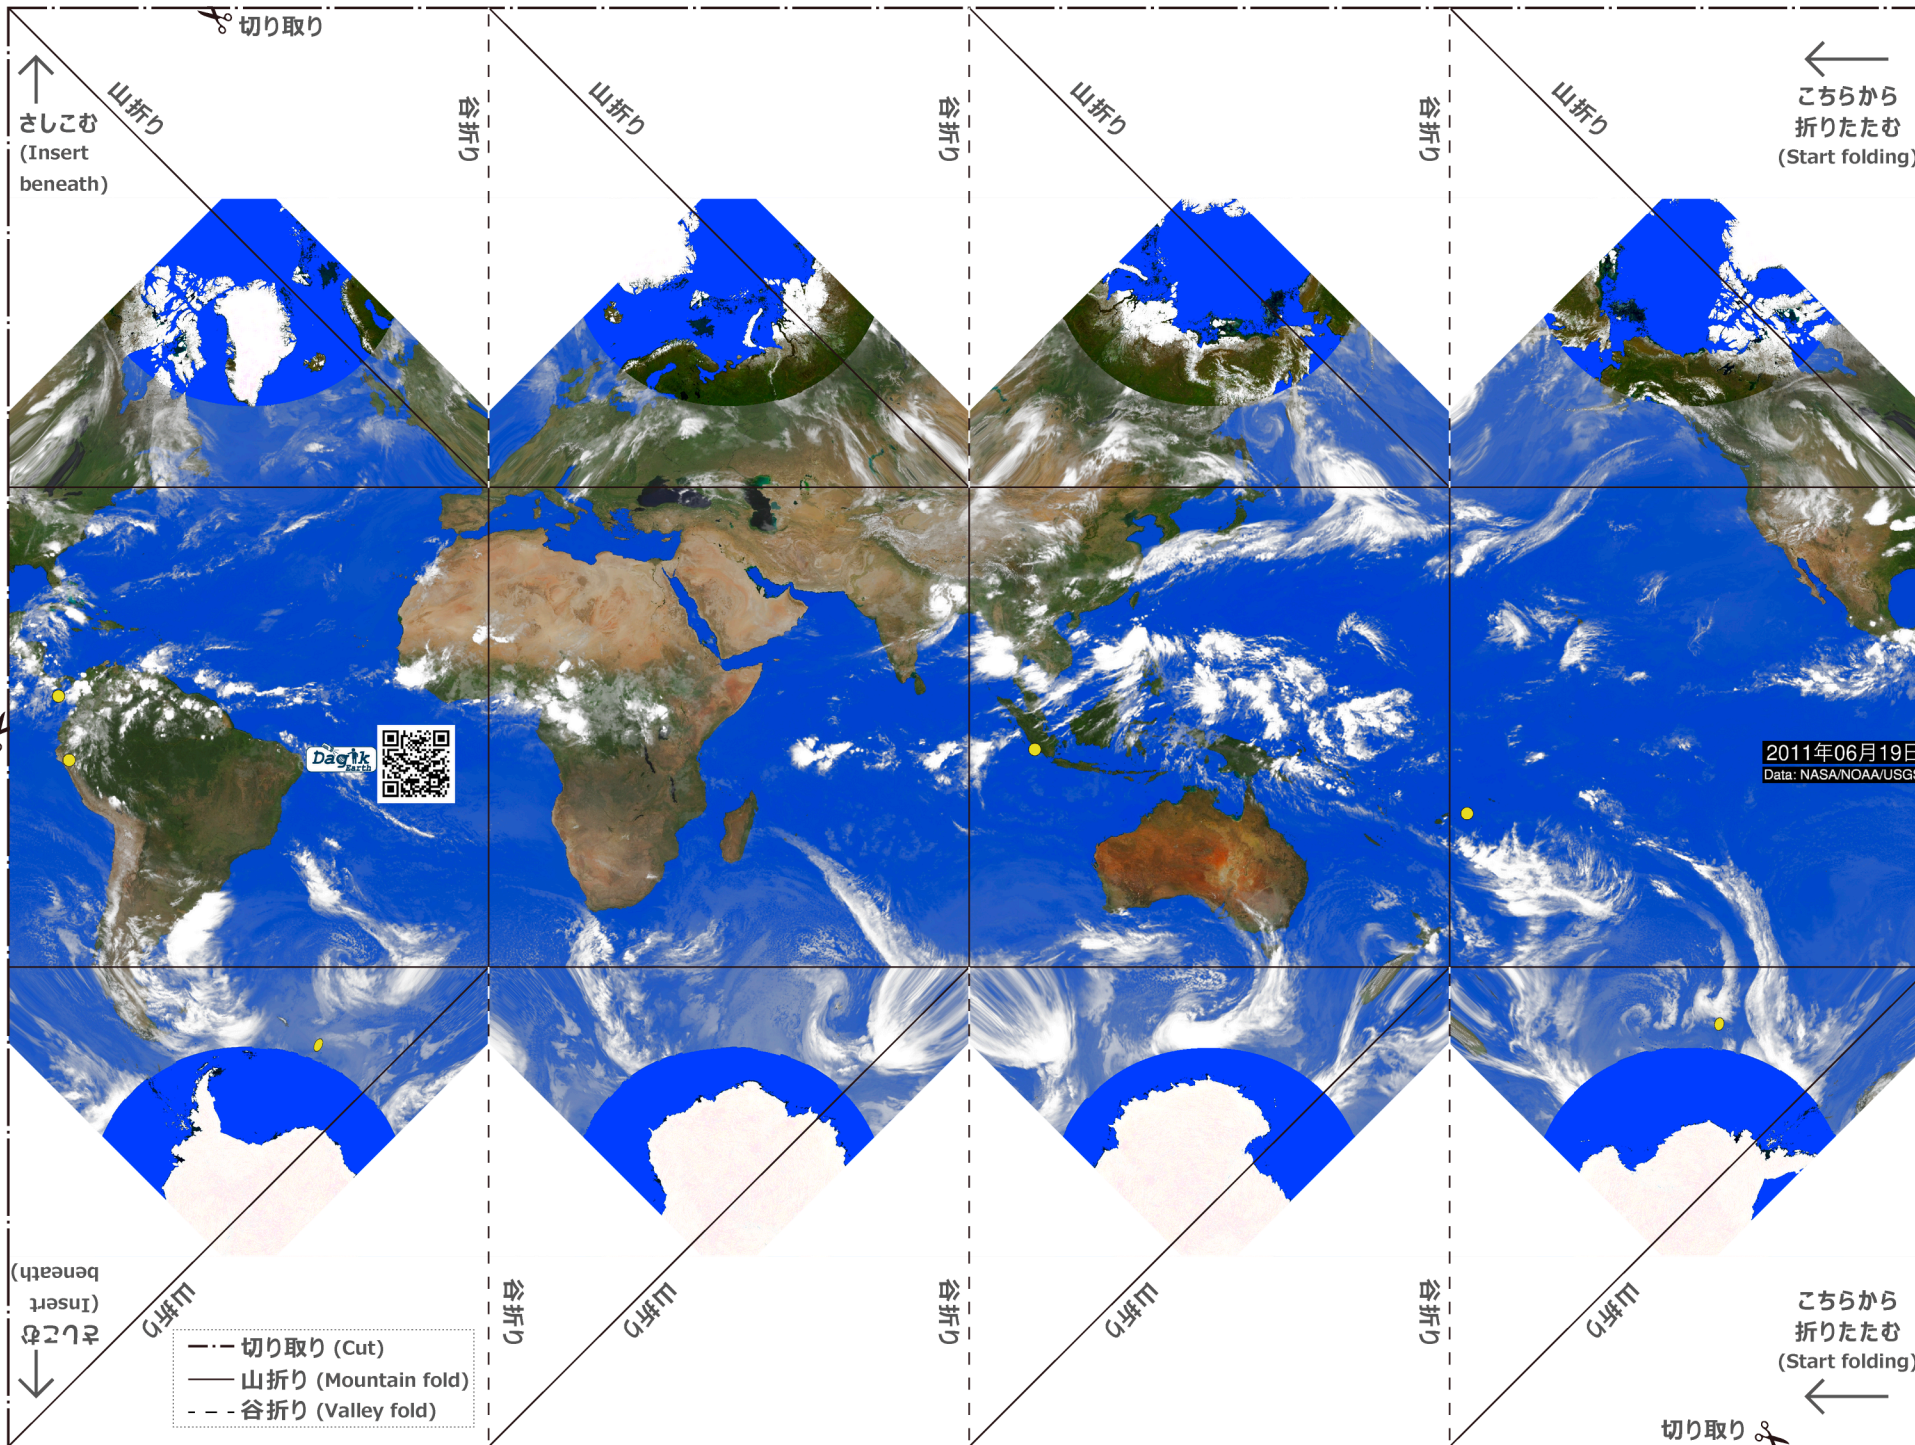 切り取り
さしこむ
(Insert
beneath)
山折り
谷折り
山折り
谷折り
山折り
谷折り
山折り
こちらから
折りたたむ
(Start folding)
Dagik
Earth
2011年06月19日
Data: NASA/NOAA/USGS
さしこむ
(Insert
beneath)
山折り
谷折り
山折り
谷折り
山折り
谷折り
山折り
こちらから
折りたたむ
(Start folding)
切り取り (Cut)
山折り (Mountain fold)
谷折り (Valley fold)
切り取り